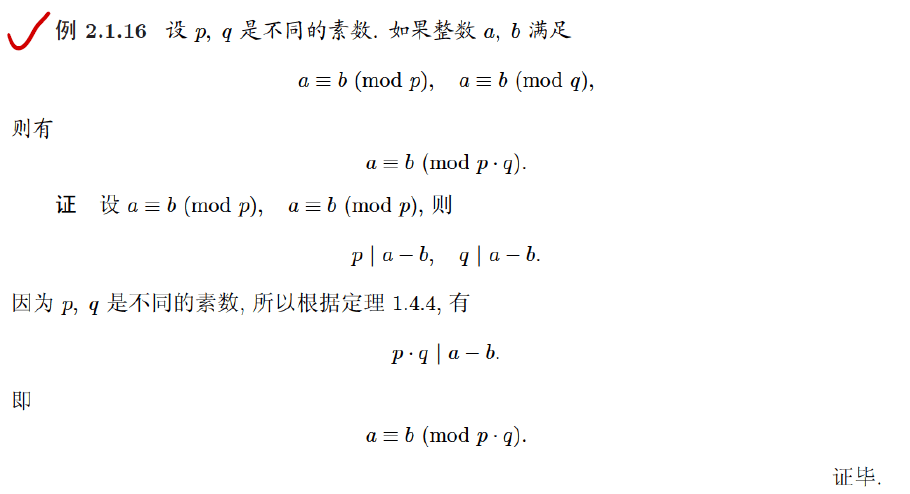 例 2.1.16 设 p, q 是不同的素数. 如果整数 a, b 满足
a ≡ b (mod p), a ≡ b (mod q),
则有
a ≡ b (mod p · q).
证 设 a ≡ b (mod p), a ≡ b (mod p), 则
p | a − b, q | a − b.
因为 p, q 是不同的素数, 所以根据定理 1.4.4, 有
p · q | a − b.
即
a ≡ b (mod p · q).
证毕.